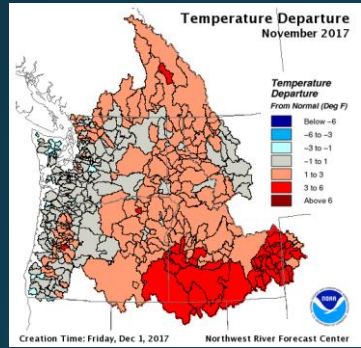 Temperature Departure
November 2017
Temperature
Departure
From Normal (Deg F)
Below -6
-6 to -3
-3 to -1
-1 to 1
1 to 3
3 to 6
Above 6
NOAA
Creation Time: Friday, Dec 1, 2017
Northwest River Forecast Center